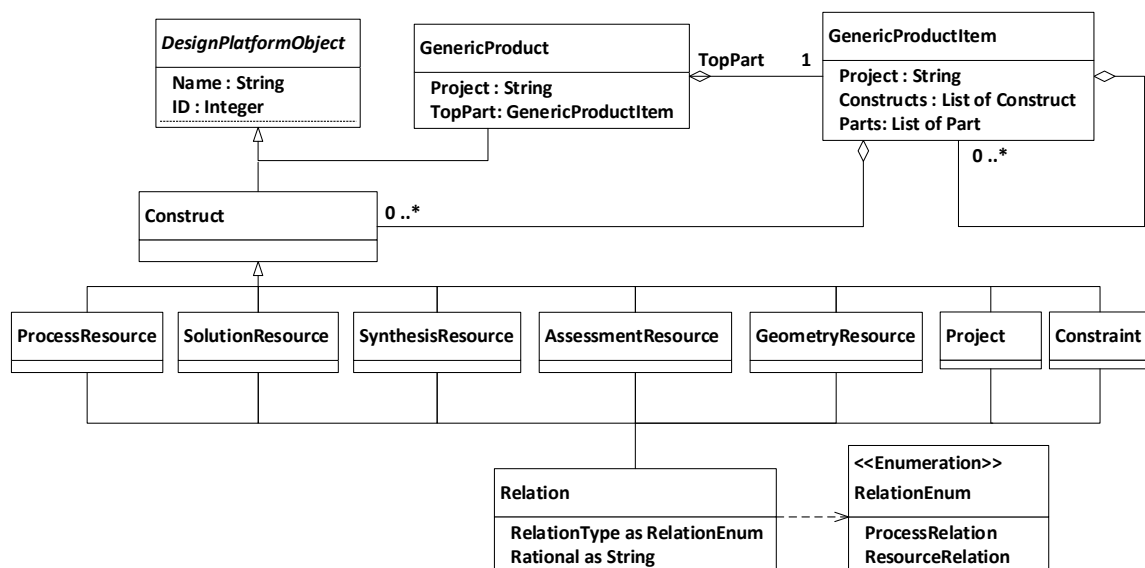 DesignPlatformObject
Name : String
ID : Integer
GenericProduct
Project : String
TopPart: GenericProductItem
TopPart 1
GenericProductItem
Project : String
Constructs : List of Construct
Parts: List of Part
0 ..*
Construct
0 ..*
ProcessResource
SolutionResource
SynthesisResource
AssessmentResource
GeometryResource
Project
Constraint
Relation
RelationType as RelationEnum
Rational as String
<<Enumeration>>
RelationEnum
ProcessRelation
ResourceRelation